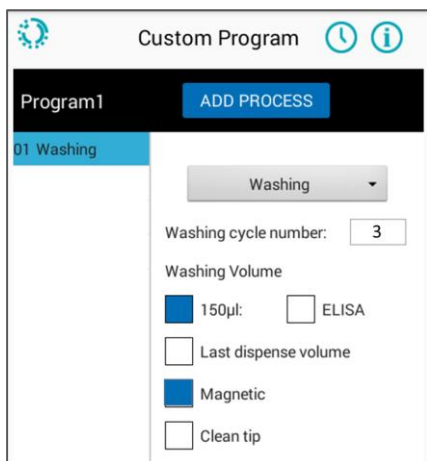 Custom Program
Program1
ADD PROCESS
01 Washing
Washing
Washing cycle number: 3
Washing Volume
150µl: ELISA
Last dispense volume
Magnetic
Clean tip